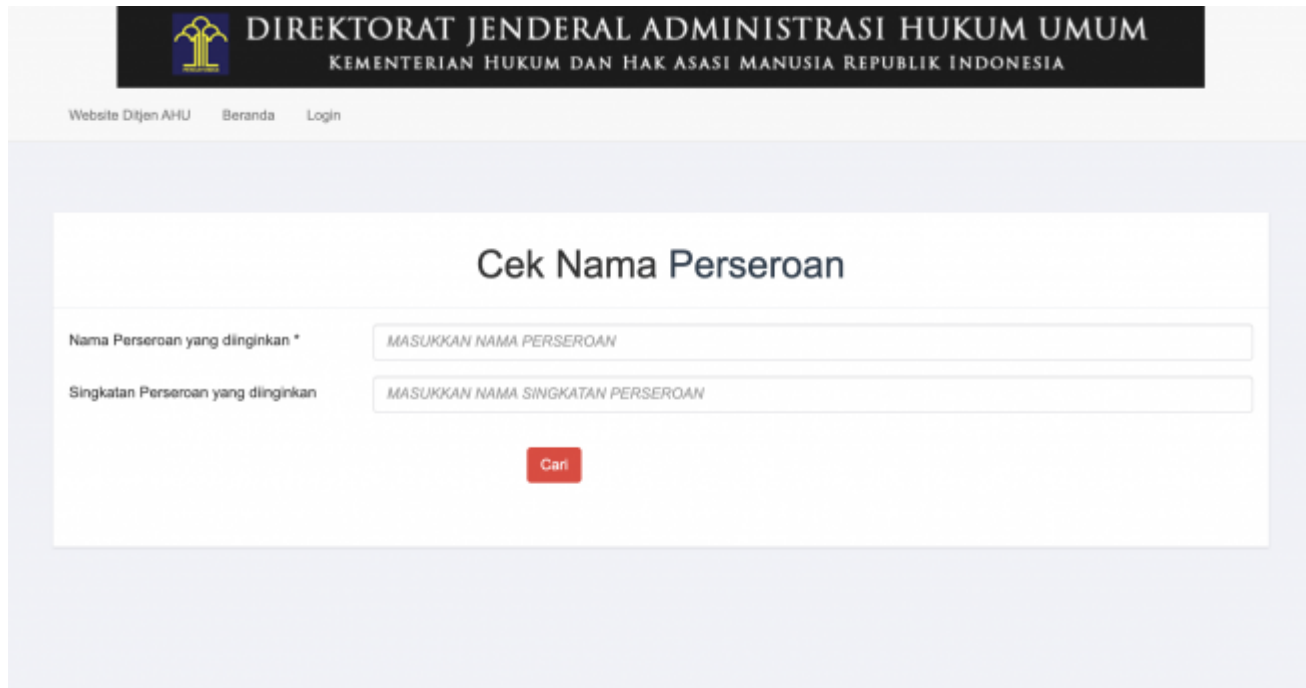 DIREKTORAT JENDERAL ADMINISTRASI HUKUM UMUM
KEMENTERIAN HUKUM DAN HAK ASASI MANUSIA REPUBLIK INDONESIA
Website Ditjen AHU Beranda Login
Cek Nama Perseroan
Nama Perseroan yang diinginkan * MASUKKAN NAMA PERSEROAN
Singkatan Perseroan yang diinginkan MASUKKAN NAMA SINGKATAN PERSEROAN
Cari